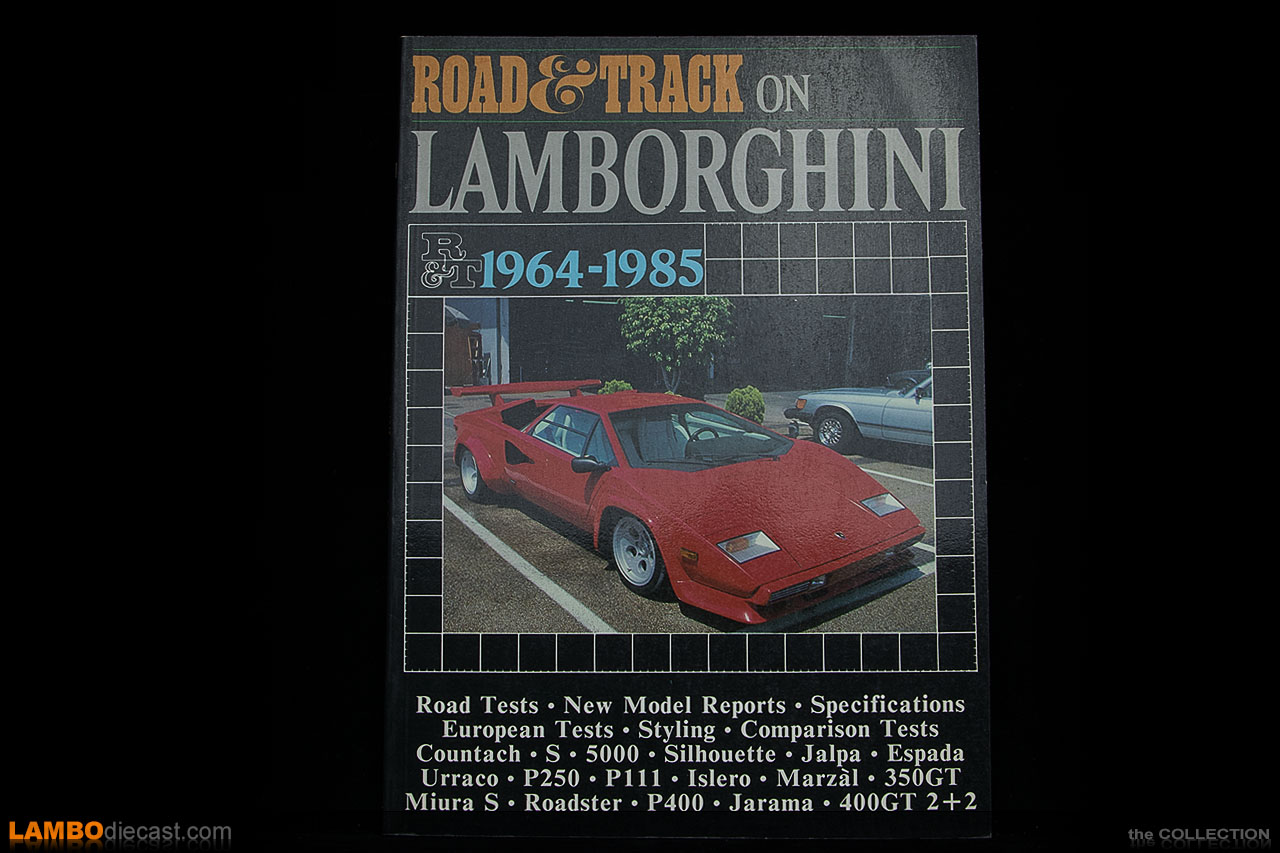 ROAD & TRACK ON
LAMBORGHINI
R
&T 1964-1985
Road Tests • New Model Reports • Specifications
European Tests • Styling • Comparison Tests
Countach • S • 5000 • Silhouette • Jalpa • Espada
Urraco • P250 • P111 • Islero • Marzàl • 350GT
Miura S • Roadster • P400 • Jarama • 400GT 2+2
LAMBOdiecast.com
the COLLECTION